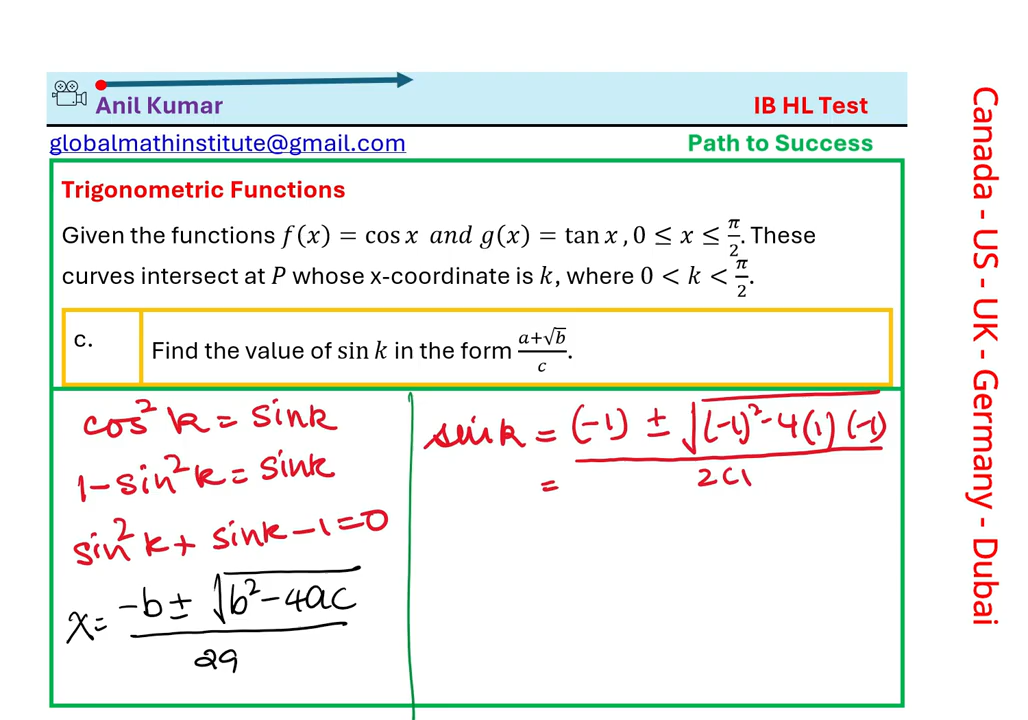 Anil Kumar IB HL Test
globalmathinstitute@gmail.com Path to Success
Trigonometric Functions
Given the functions f(x) = cos x and g(x) = tan x , 0 ≤ x ≤ π/2. These
curves intersect at P whose x-coordinate is k, where 0 < k < π/2.
c. Find the value of sin k in the form (a+√b)/c.
cos²k = sink
1-sin²k = sink
sin²k + sink -1 = 0
x = (-b ± √(b²-4ac))/2a
sink = ((-1) ± √((-1)²-4(1)(-1)))/2(1
=
Canada - US - UK - Germany - Dubai